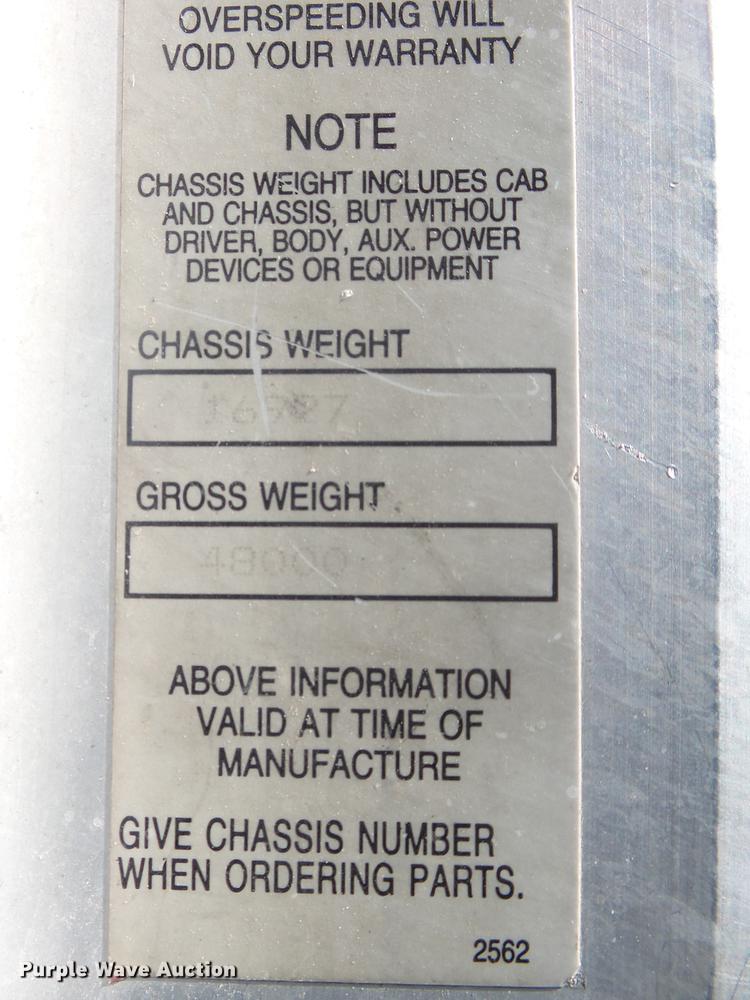 OVERSPEEDING WILL
VOID YOUR WARRANTY
NOTE
CHASSIS WEIGHT INCLUDES CAB
AND CHASSIS, BUT WITHOUT
DRIVER, BODY, AUX. POWER
DEVICES OR EQUIPMENT
CHASSIS WEIGHT
GROSS WEIGHT
48000
ABOVE INFORMATION
VALID AT TIME OF
MANUFACTURE
GIVE CHASSIS NUMBER
WHEN ORDERING PARTS.
2562
Purple Wave Auction